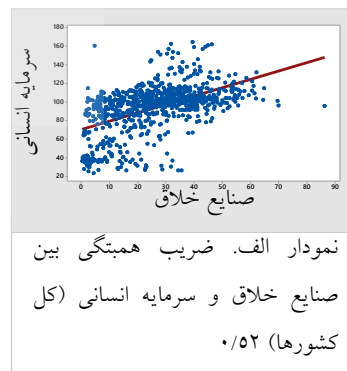 180
160
140
120
100
80
60
40
20
سرمایه انسانی
0 10 20 30 40 50 60 70 80 90
صنایع خلاق
نمودار الف. ضریب همبتگی بین
صنایع خلاق و سرمایه انسانی (کل
کشورها) ۰/۵۲